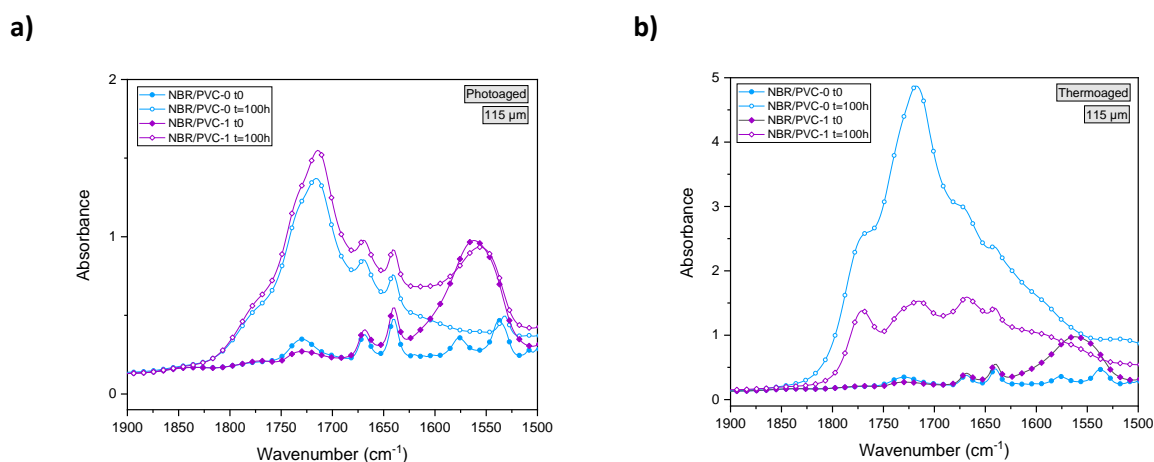 a)
2
1
0
Absorbance
NBR/PVC-0 t0
NBR/PVC-0 t=100h
NBR/PVC-1 t0
NBR/PVC-1 t=100h
Photoaged
115 µm
1900 1850 1800 1750 1700 1650 1600 1550 1500
Wavenumber (cm-1)
b)
5
4
3
2
1
0
Absorbance
NBR/PVC-0 t0
NBR/PVC-0 t=100h
NBR/PVC-1 t0
NBR/PVC-1 t=100h
Thermoaged
115 µm
1900 1850 1800 1750 1700 1650 1600 1550 1500
Wavenumber (cm-1)